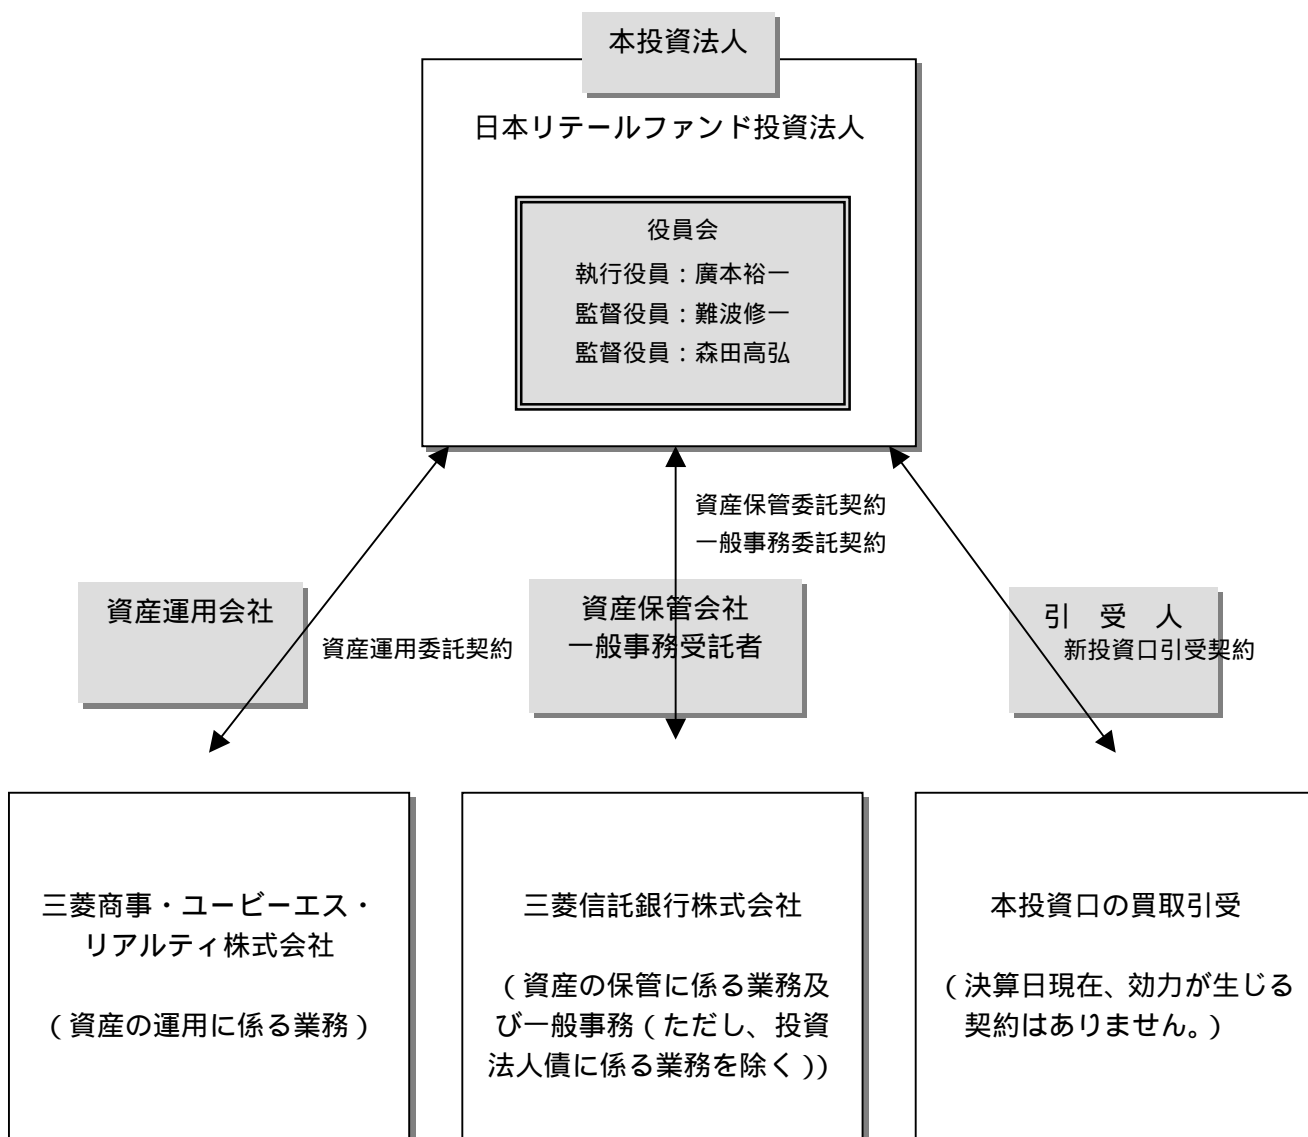 本投資法人
日本リテールファンド投資法人
役員会
執行役員：廣本裕一
監督役員：難波修一
監督役員：森田高弘
資産保管委託契約
一般事務委託契約
資産運用会社
資産運用委託契約
資産保管会社
一般事務受託者
引　受　人
新投資口引受契約
三菱商事・ユービーエス・
リアルティ株式会社
（資産の運用に係る業務）
三菱信託銀行株式会社
（資産の保管に係る業務及
び一般事務（ただし、投資
法人債に係る業務を除く））
本投資口の買取引受
（決算日現在、効力が生じる
契約はありません。）